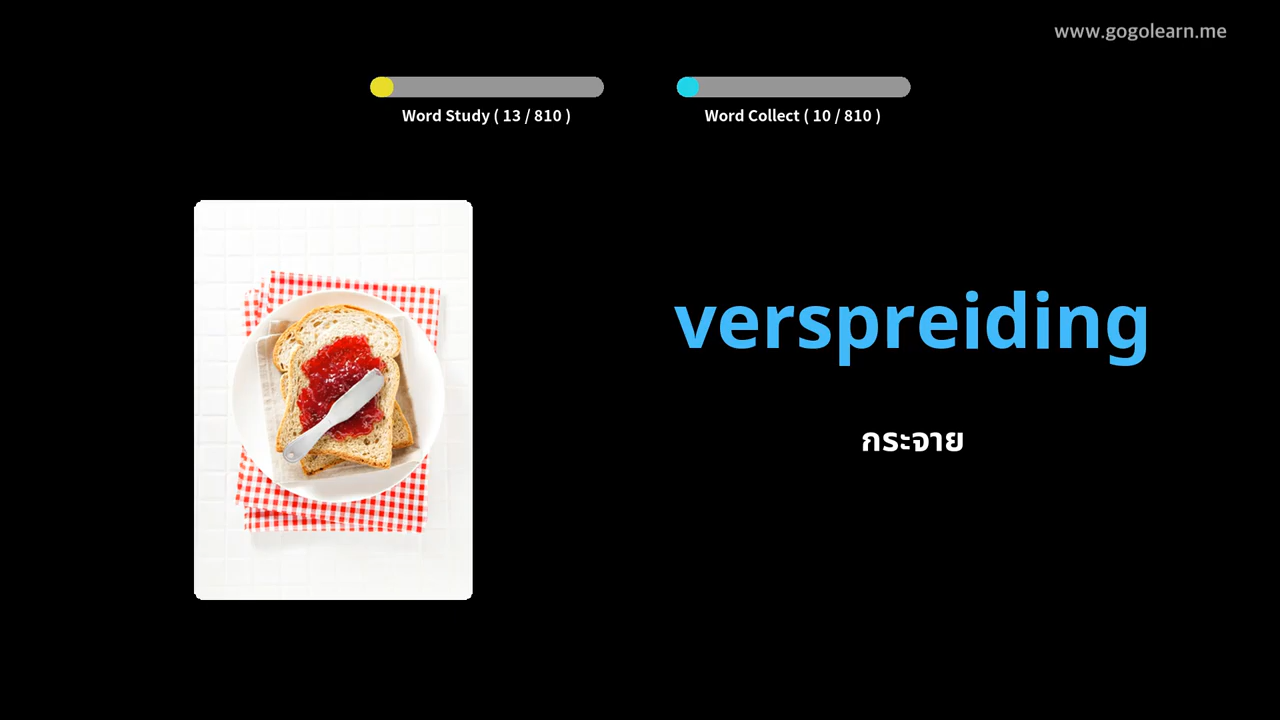 www.gogolearn.me
Word Study ( 13 / 810 )
Word Collect ( 10 / 810 )
verspreiding
กระจาย